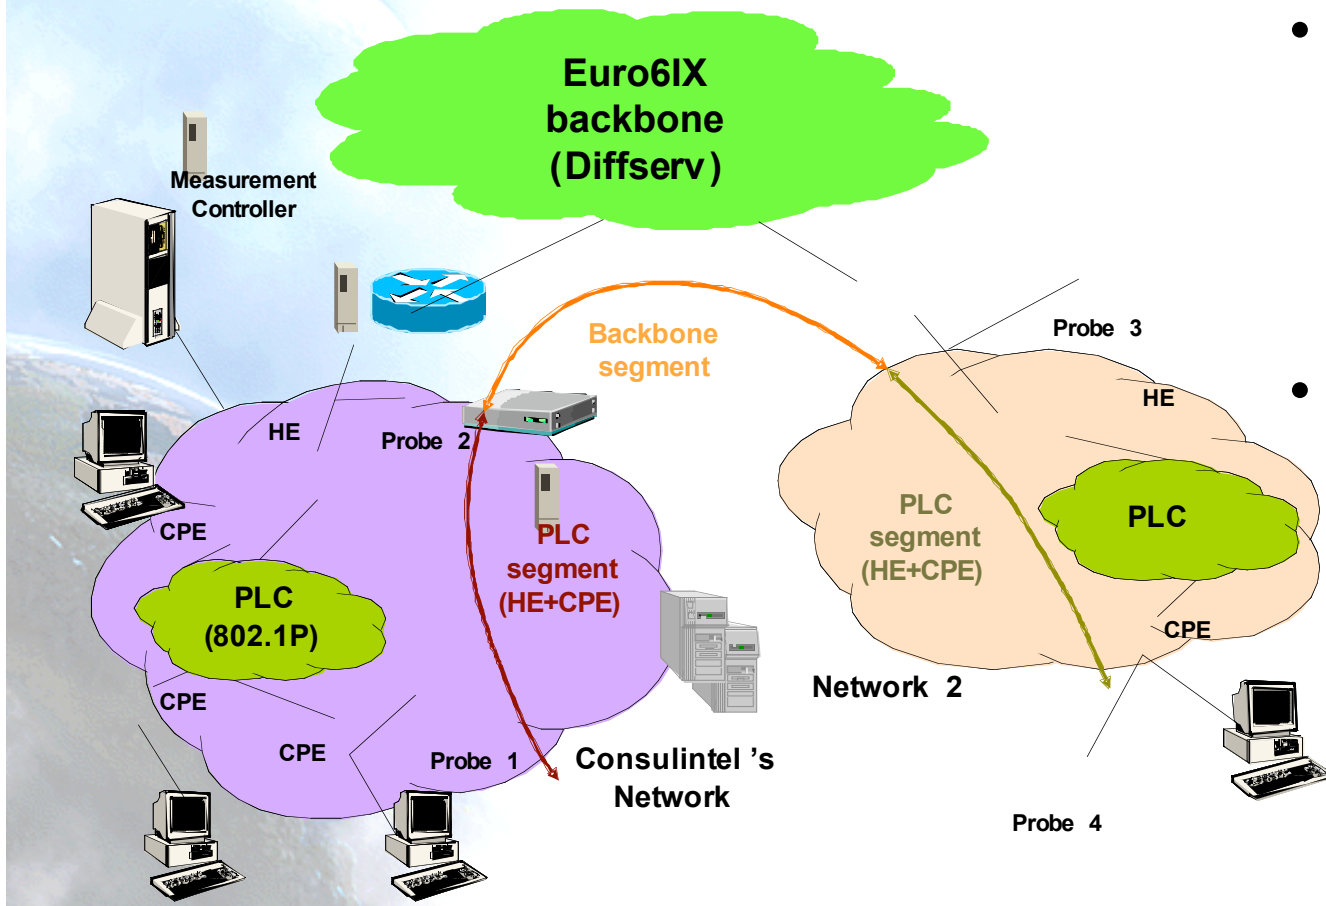 Euro6IX
backbone
(Diffserv)
Measurement
Controller
Backbone
segment
Probe 3
HE
HE
Probe 2
CPE
PLC
segment
(HE+CPE)
PLC
segment
(HE+CPE)
PLC
PLC
(802.1P)
CPE
Network 2
CPE
CPE
Probe 1
Consulintel 's
Network
Probe 4